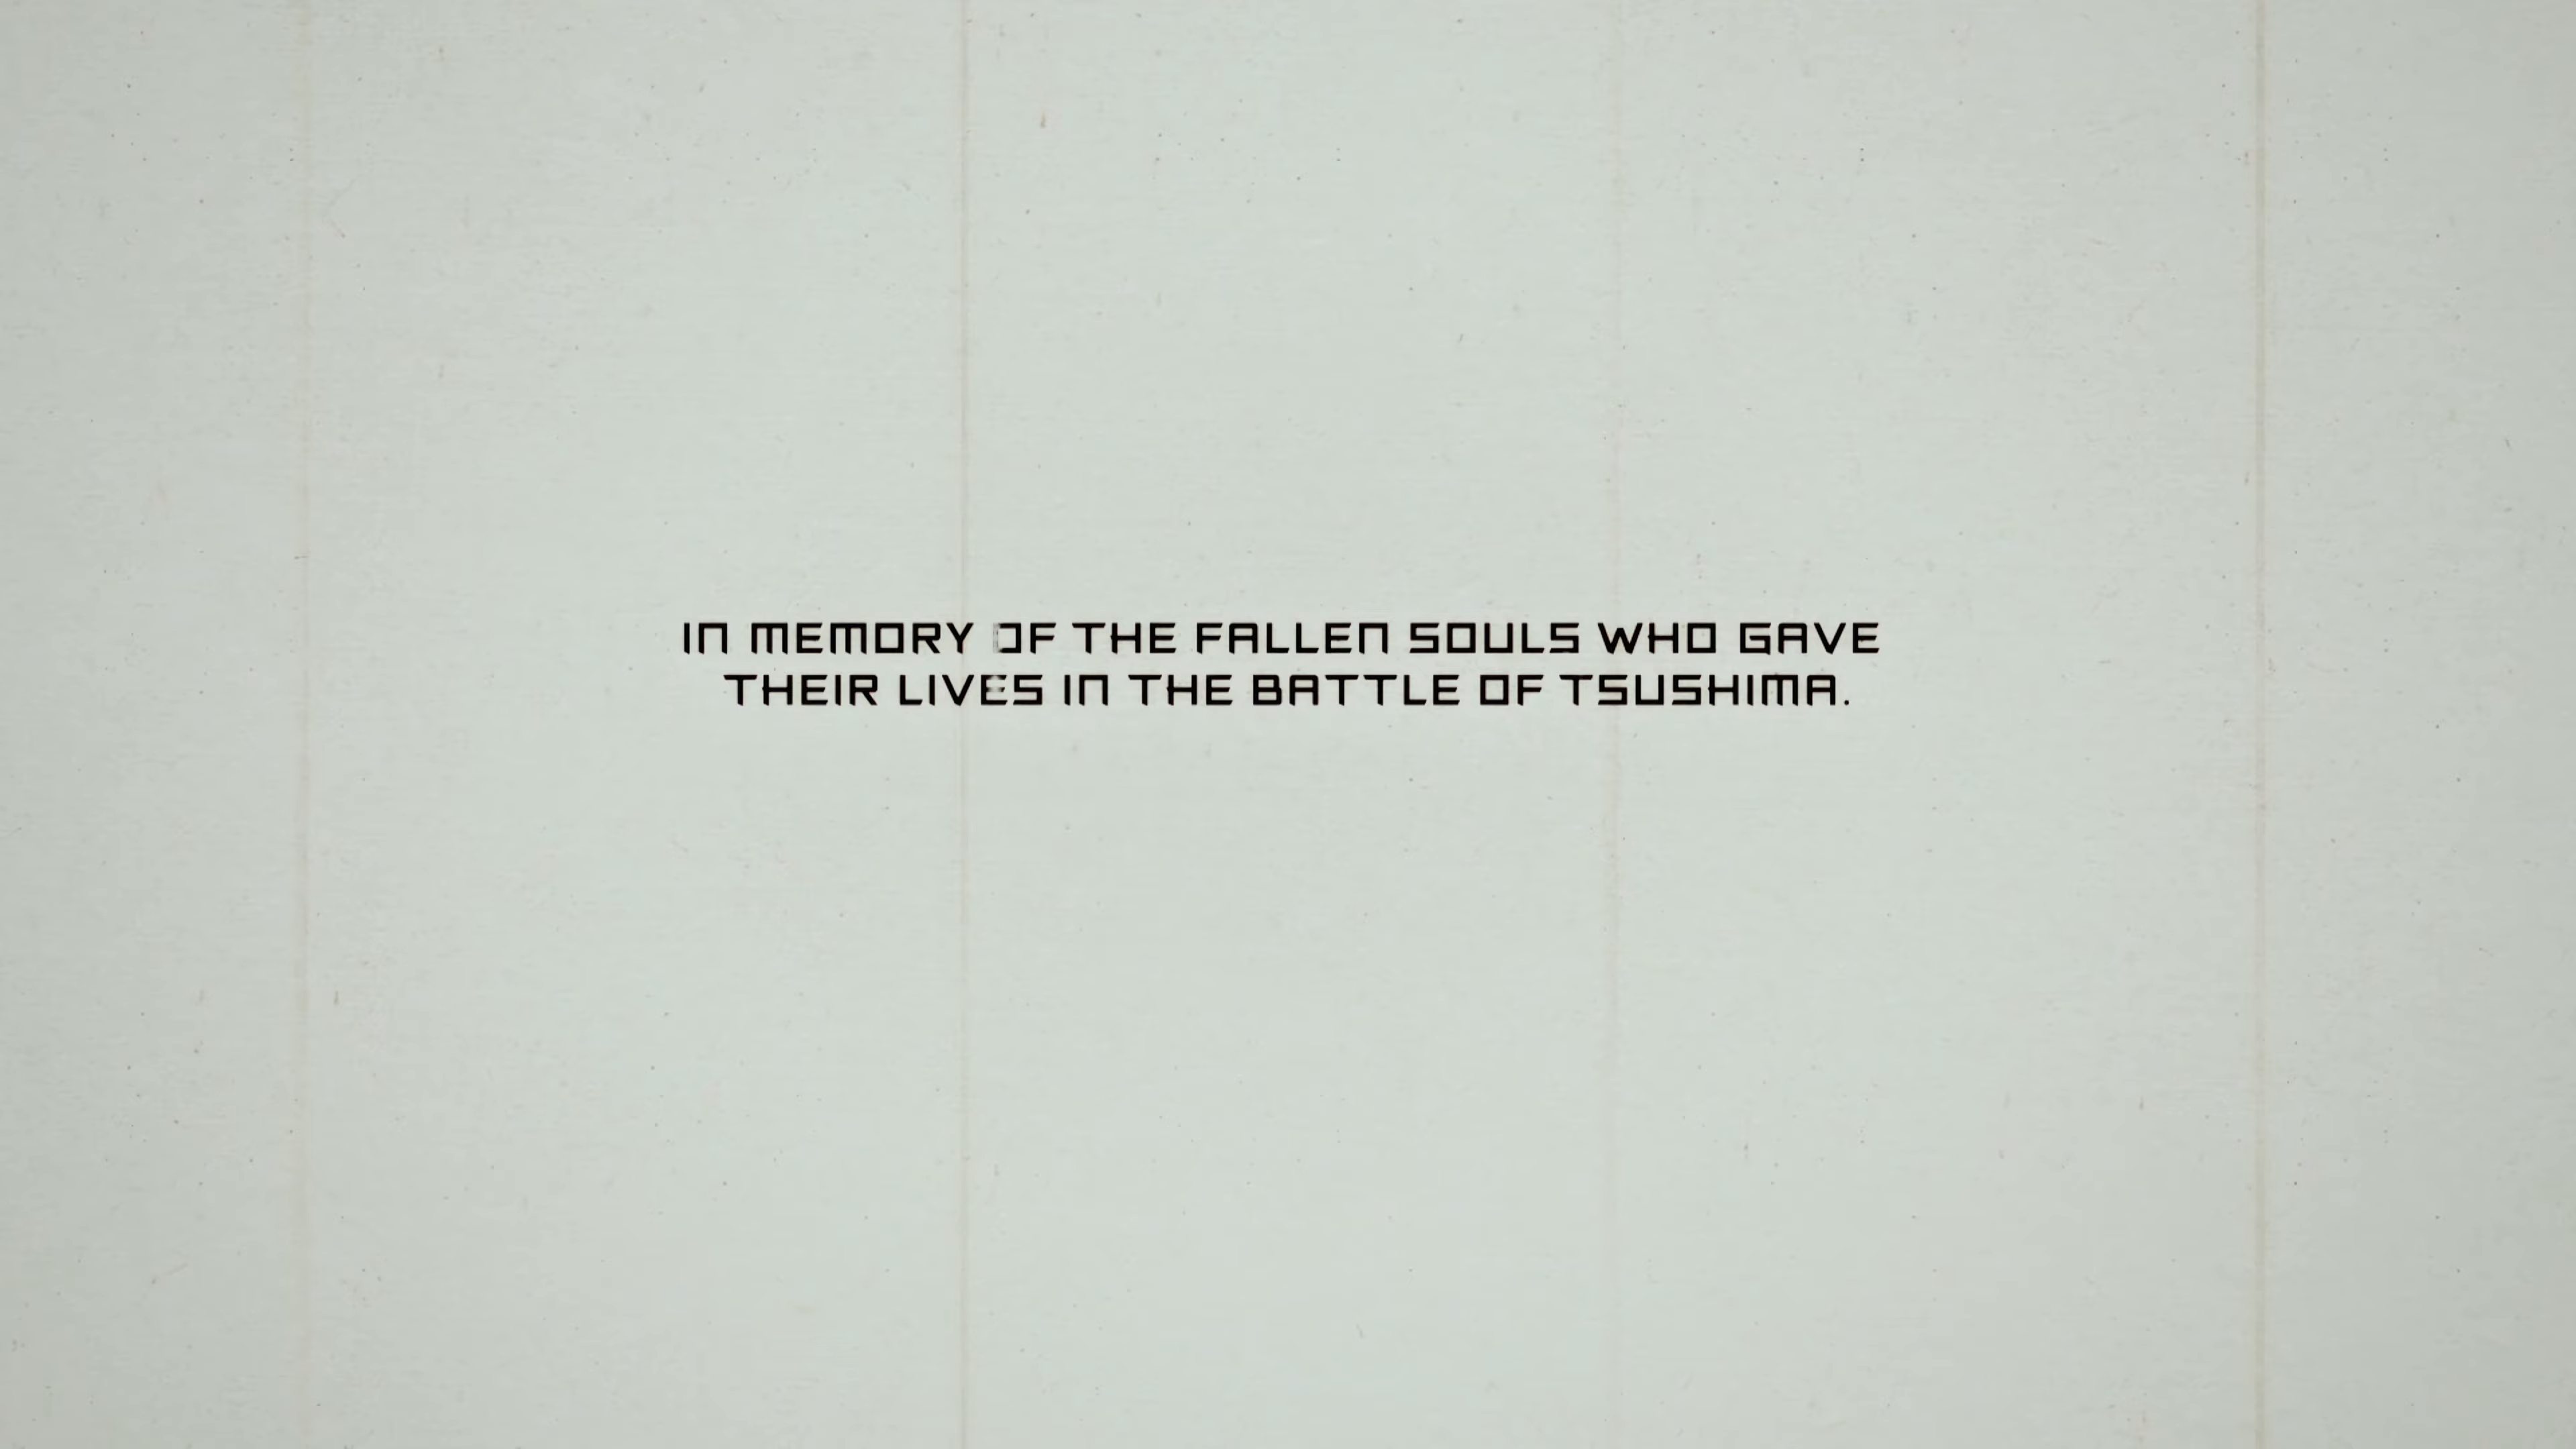 IN MEMORY OF THE FALLEN SOULS WHO GAVE
THEIR LIVES IN THE BATTLE OF TSUSHIMA.